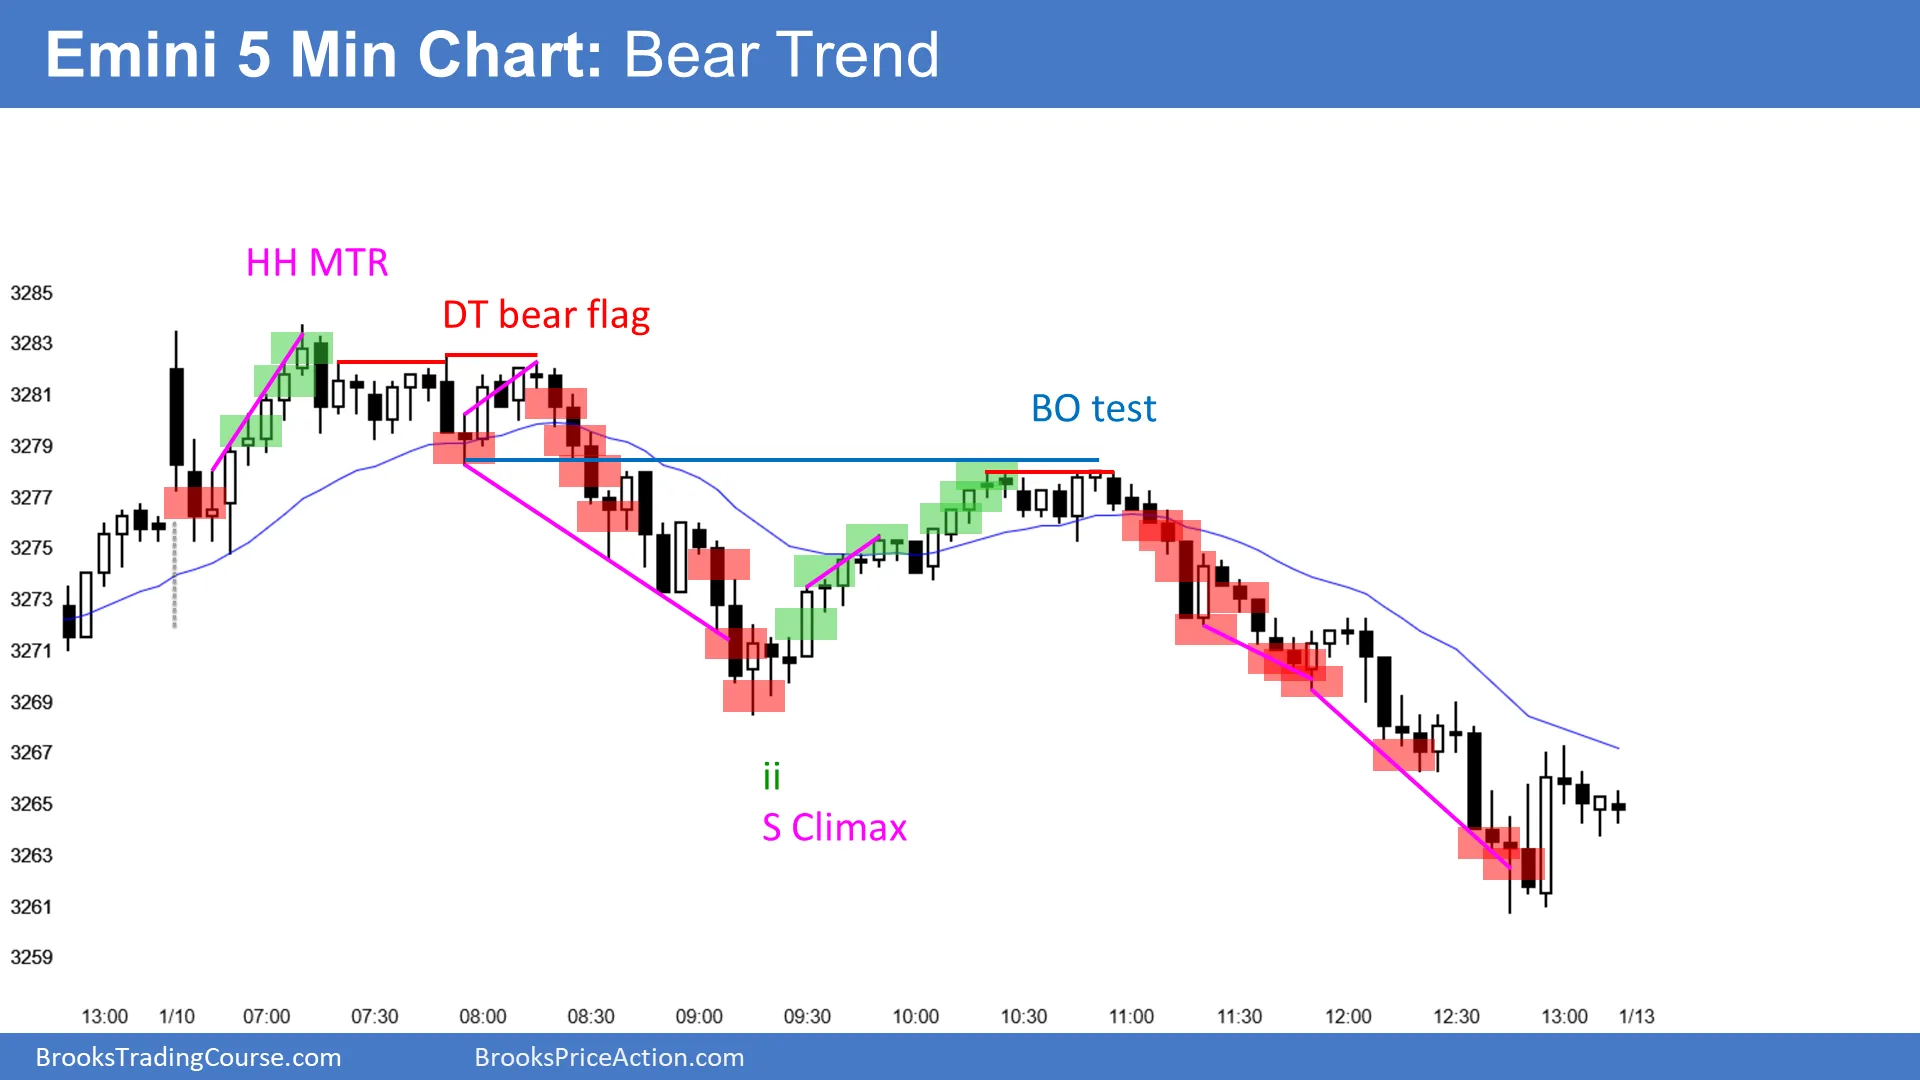 Emini 5 Min Chart: Bear Trend
HH MTR
DT bear flag
BO test
ii
S Climax
3285
3283
3281
3279
3277
3275
3273
3271
3269
3267
3265
3263
3261
3259
13:00 1/10 07:00 07:30 08:00 08:30 09:00 09:30 10:00 10:30 11:00 11:30 12:00 12:30 13:00 1/13
BrooksTradingCourse.com BrooksPriceAction.com